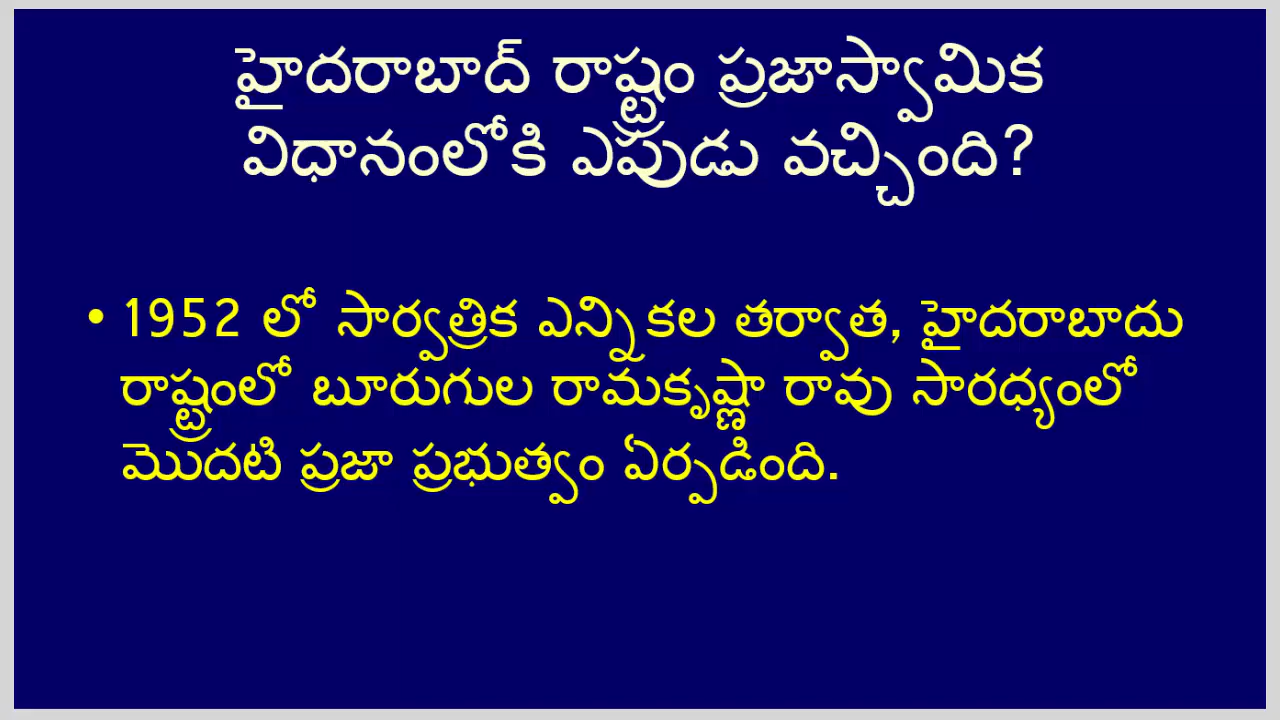 హైదరాబాద్ రాష్ట్రం ప్రజాస్వామిక
విధానంలోకి ఎపుడు వచ్చింది?
• 1952 లో సార్వత్రిక ఎన్నికల తర్వాత, హైదరాబాదు
రాష్ట్రంలో బూరుగుల రామకృష్ణా రావు సారధ్యంలో
మొదటి ప్రజా ప్రభుత్వం ఏర్పడింది.